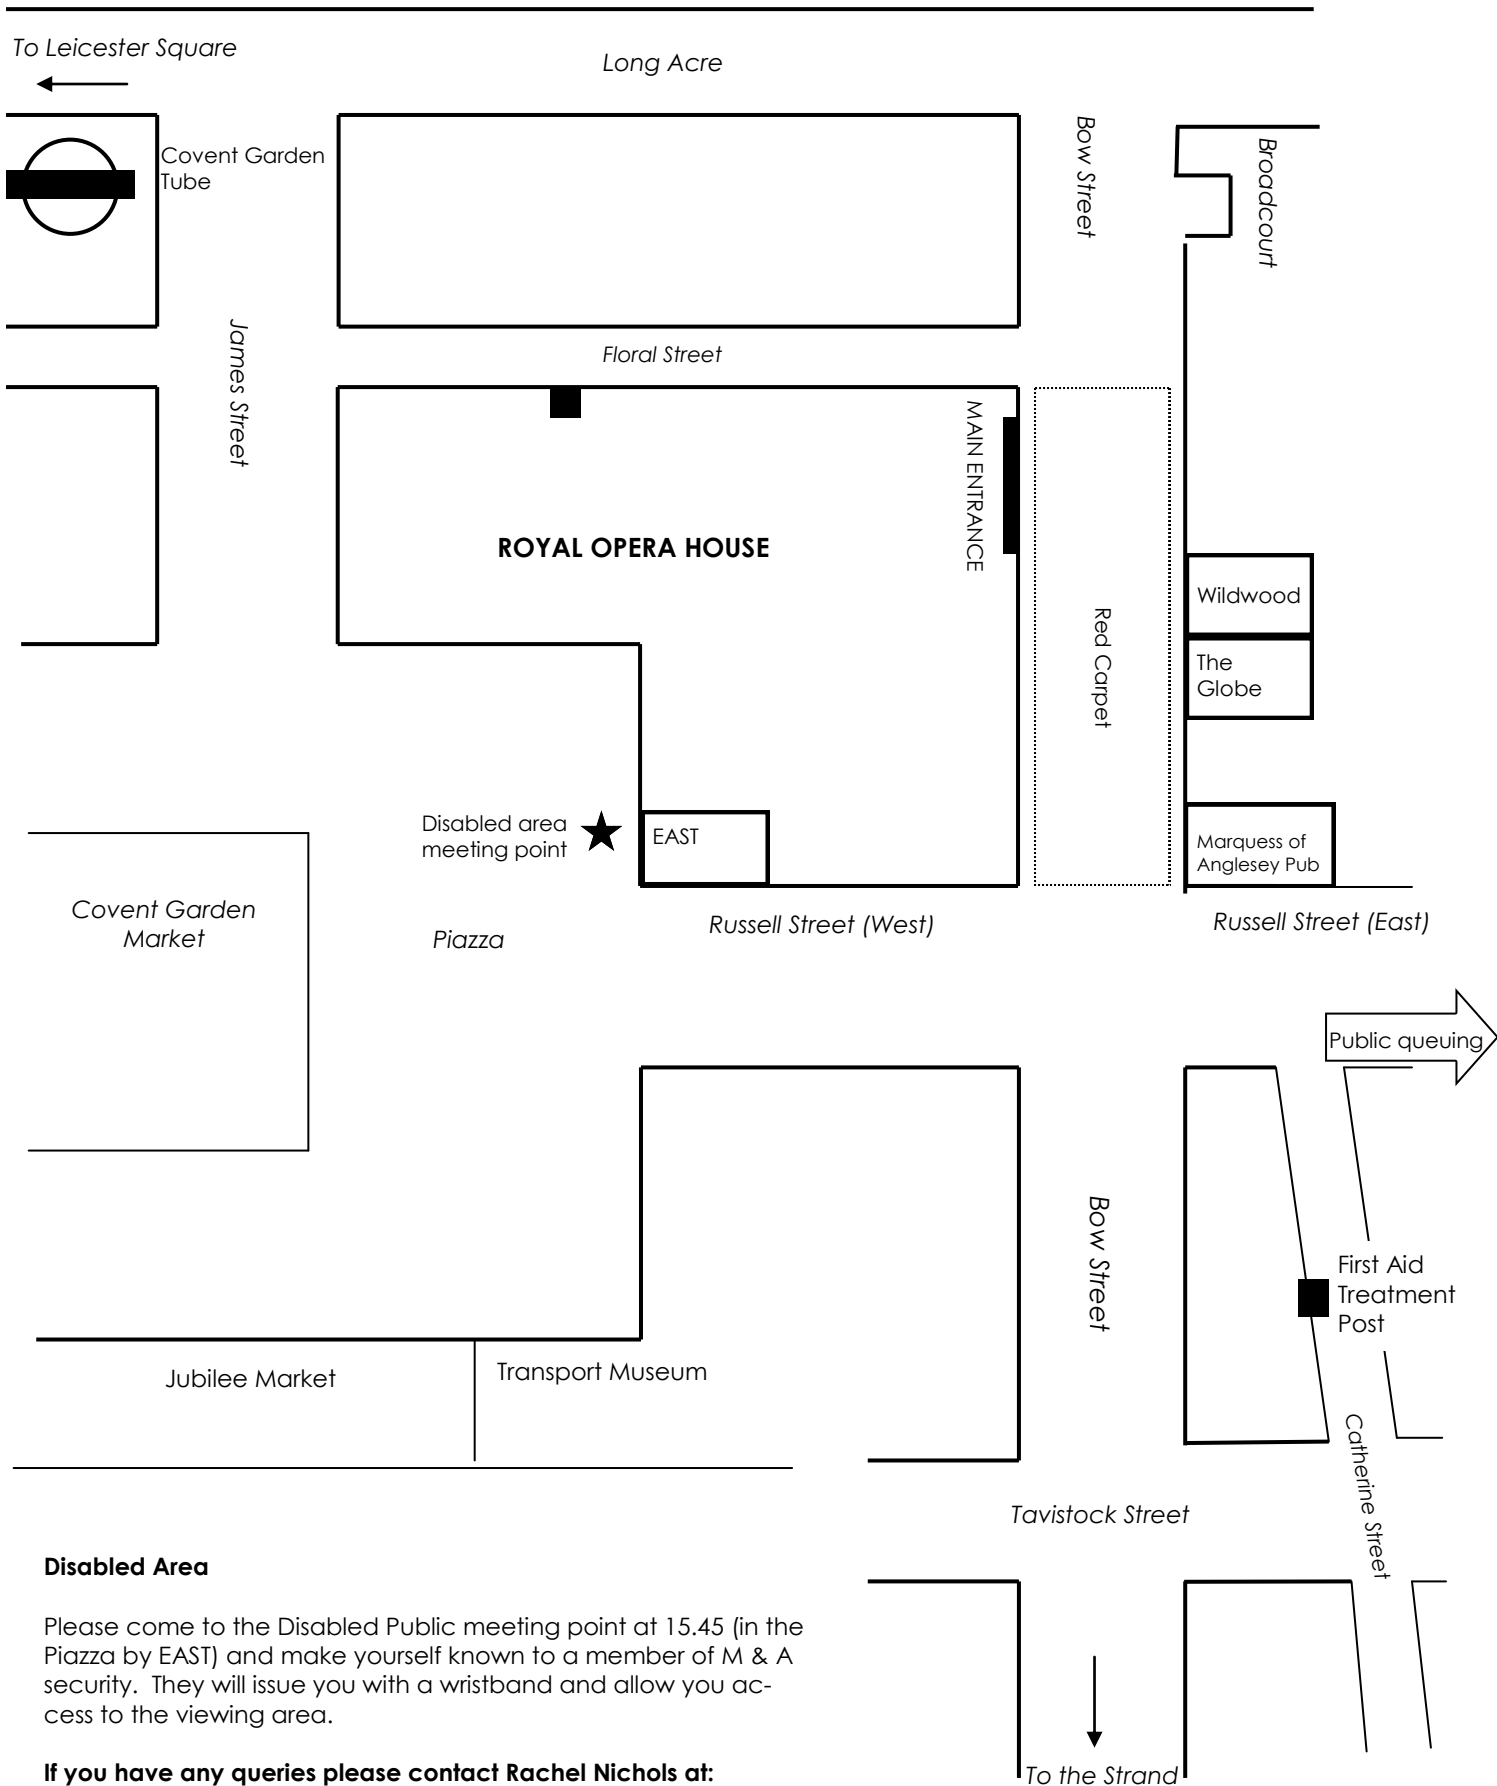 To Leicester Square
Long Acre
Covent Garden
Tube
Bow Street
Broadcourt
James Street
Floral Street
MAIN ENTRANCE
ROYAL OPERA HOUSE
Red Carpet
Wildwood
The
Globe
Disabled area
meeting point
EAST
Marquess of
Anglesey Pub
Covent Garden
Market
Piazza
Russell Street (West)
Russell Street (East)
Public queuing
Bow Street
First Aid
Treatment
Post
Jubilee Market
Transport Museum
Catherine Street
Tavistock Street
Disabled Area
Please come to the Disabled Public meeting point at 15.45 (in the
Piazza by EAST) and make yourself known to a member of M & A
security.  They will issue you with a wristband and allow you ac-
cess to the viewing area.
If you have any queries please contact Rachel Nichols at:
To the Strand